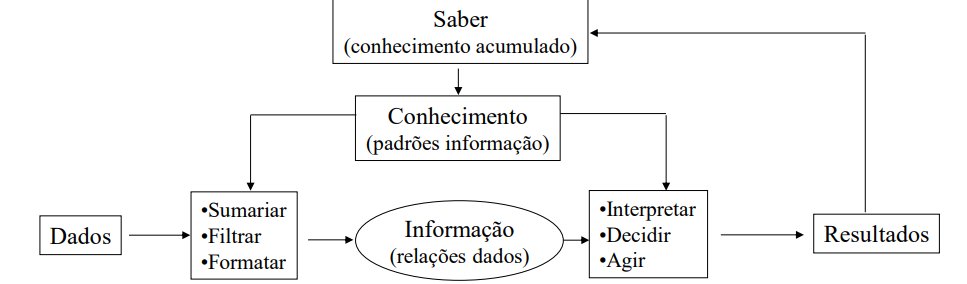 Saber
(conhecimento acumulado)
Conhecimento
(padrões informação)
Dados
•Sumariar
•Filtrar
•Formatar
Informação
(relações dados)
•Interpretar
•Decidir
•Agir
Resultados